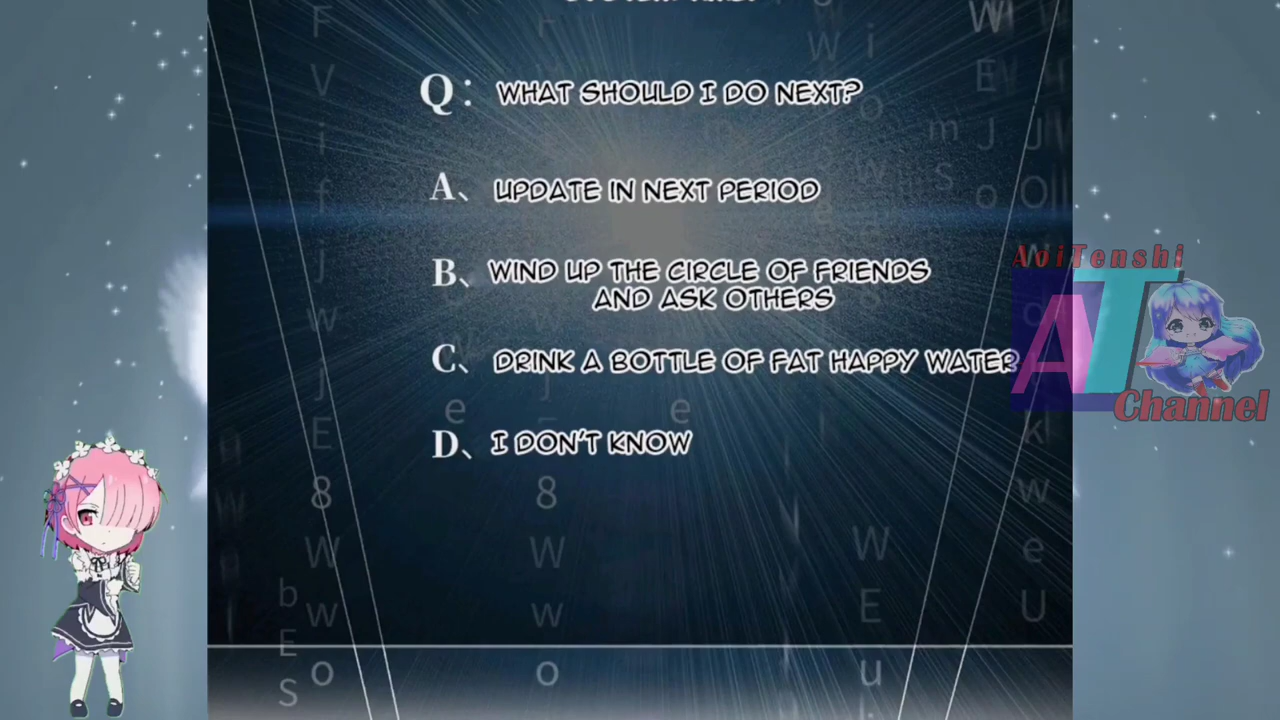 Q: WHAT SHOULD I DO NEXT?
A、 UPDATE IN NEXT PERIOD
B、 WIND UP THE CIRCLE OF FRIENDS
AND ASK OTHERS
C、 DRINK A BOTTLE OF FAT HAPPY WATER
D、 I DON'T KNOW
AoiTenshi
AT
Channel